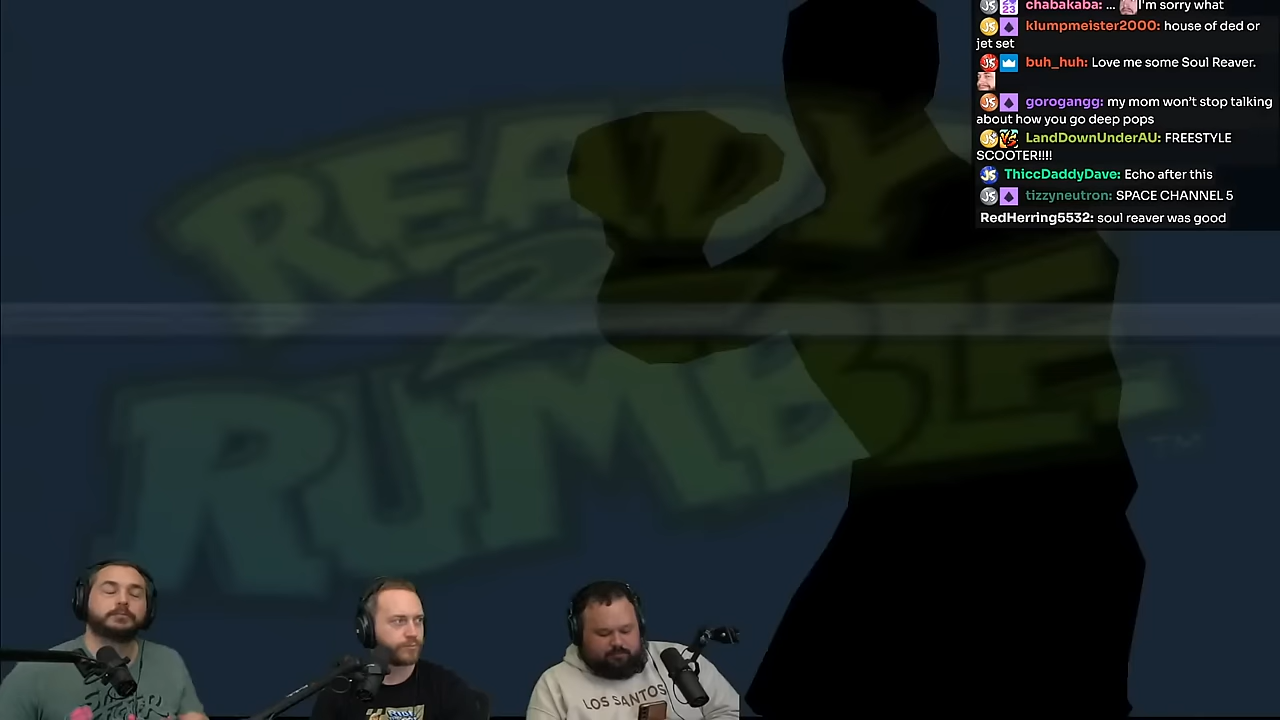 chabakaba: ... I'm sorry what
klumpmeister2000: house of ded or
jet set
buh_huh: Love me some Soul Reaver.
gorogangg: my mom won't stop talking
about how you go deep pops
LandDownUnderAU: FREESTYLE
SCOOTER!!!!
ThiccDaddyDave: Echo after this
tizzyneutron: SPACE CHANNEL 5
RedHerring5532: soul reaver was good
READY
2
RUMBLE
TM
LOS SANTOS